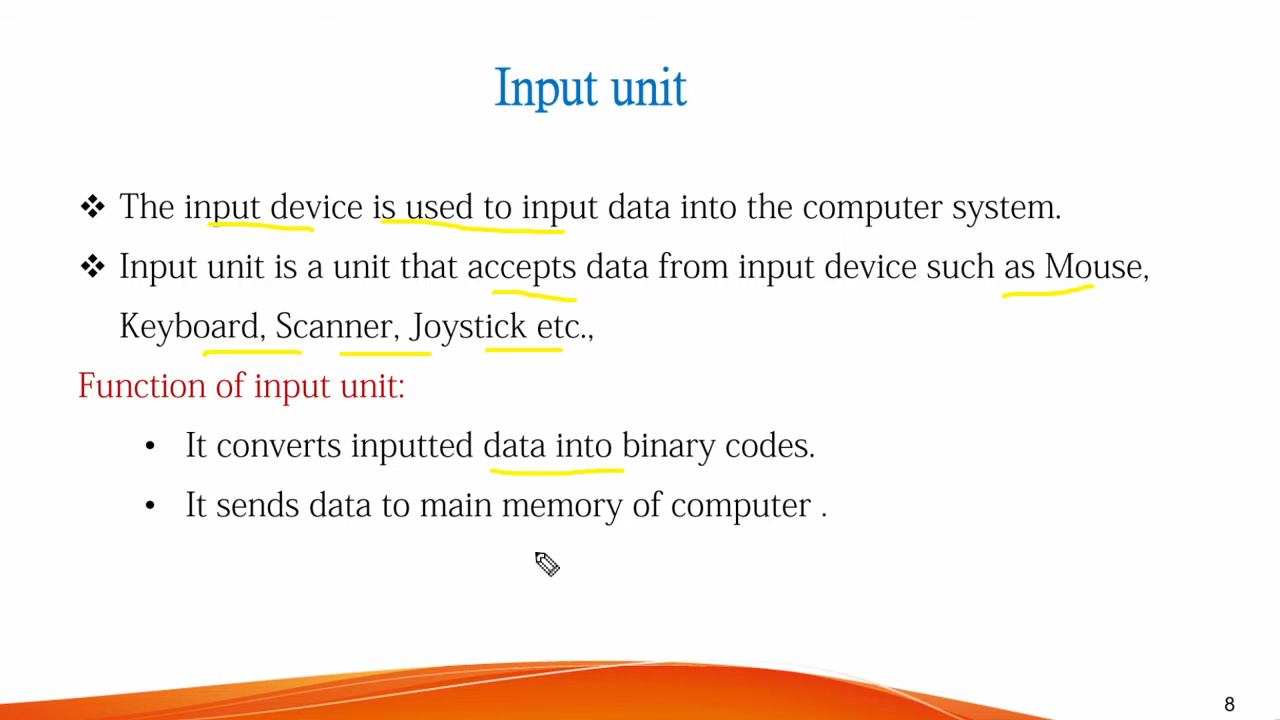 Input unit
❖ The input device is used to input data into the computer system.
❖ Input unit is a unit that accepts data from input device such as Mouse,
Keyboard, Scanner, Joystick etc.,
Function of input unit:
• It converts inputted data into binary codes.
• It sends data to main memory of computer .
8